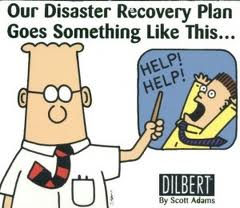 Our Disaster Recovery Plan
Goes Something Like This...
HELP!
HELP!
DILBERT
By Scott Adams